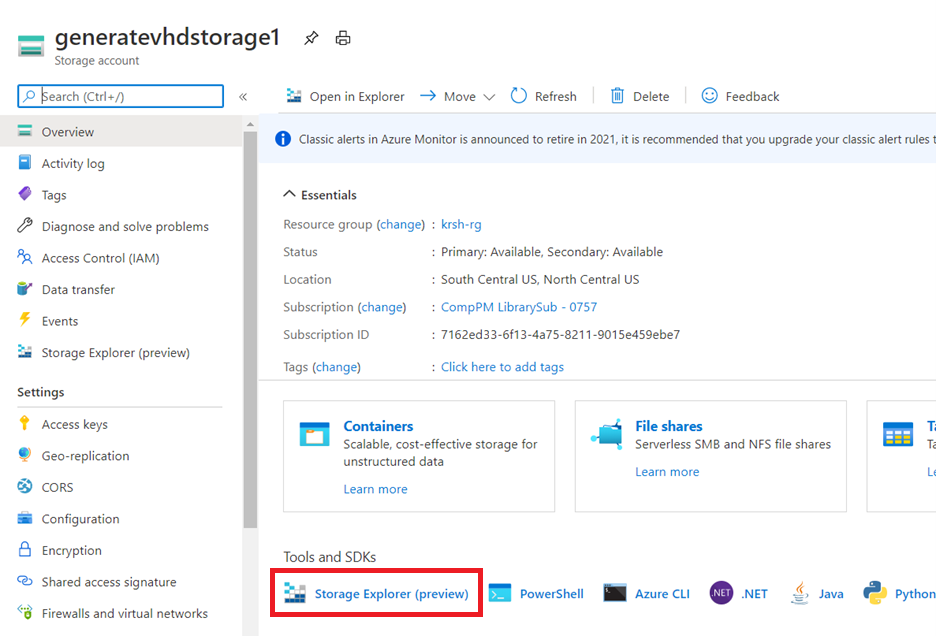 generatevhdstorage1
Storage account
Search (Ctrl+/)
«
Overview
Activity log
Tags
Diagnose and solve problems
Access Control (IAM)
Data transfer
Events
Storage Explorer (preview)
Settings
Access keys
Geo-replication
CORS
Configuration
Encryption
Shared access signature
Firewalls and virtual networks
Open in Explorer
Move
Refresh
Delete
Feedback
Classic alerts in Azure Monitor is announced to retire in 2021, it is recommended that you upgrade your classic alert rules t
Essentials
Resource group (change) : krsh-rg
Status : Primary: Available, Secondary: Available
Location : South Central US, North Central US
Subscription (change) : CompPM LibrarySub - 0757
Subscription ID : 7162ed33-6f13-4a75-8211-9015e459ebe7
Tags (change) : Click here to add tags
Containers
Scalable, cost-effective storage for
unstructured data
Learn more
File shares
Serverless SMB and NFS file shares
Learn more
Ta
Ta
Le
Tools and SDKs
Storage Explorer (preview)
PowerShell
Azure CLI
NET
.NET
Java
Python